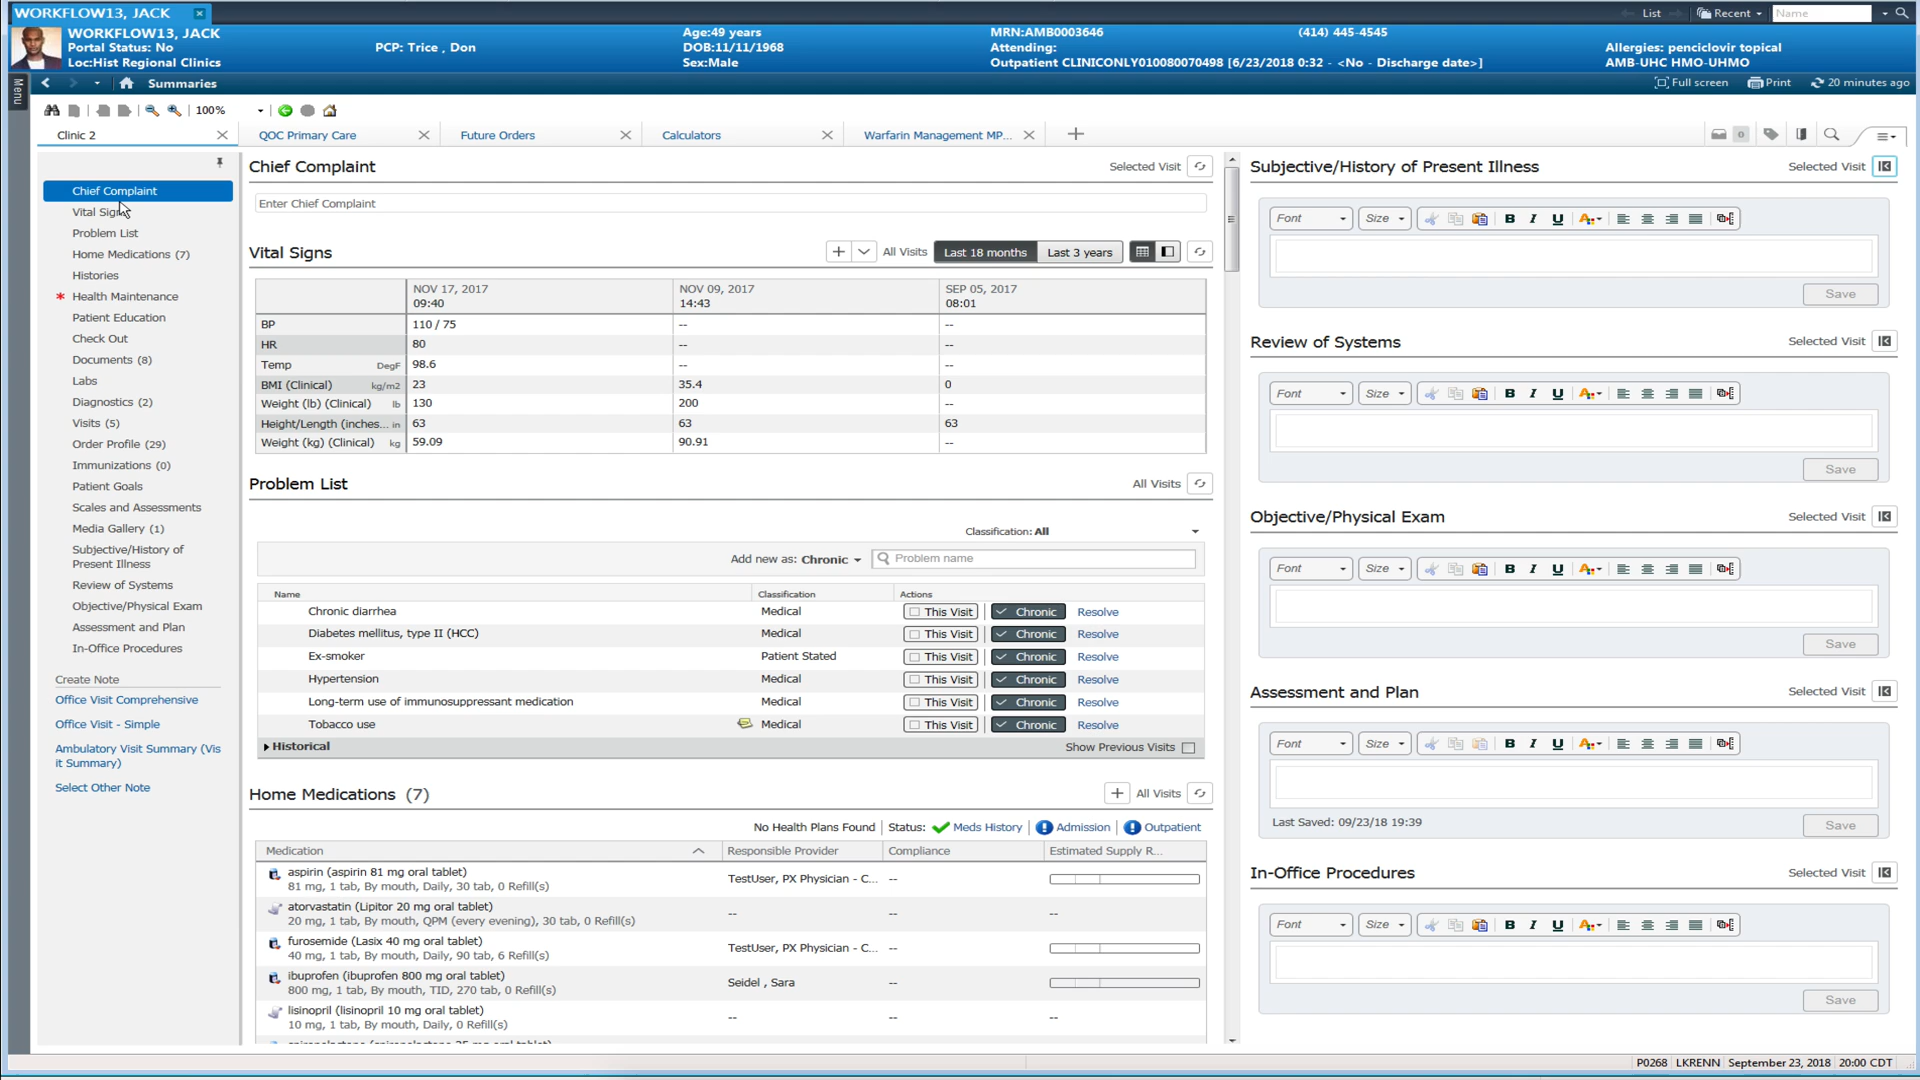 WORKFLOW13, JACK
List
Recent
Name
WORKFLOW13, JACK
Portal Status: No
Loc:Hist Regional Clinics
PCP: Trice , Don
Age:49 years
DOB:11/11/1968
Sex:Male
MRN:AMB0003646
Attending:
Outpatient CLINICONLY010080070498 [6/23/2018 0:32 - <No - Discharge date>]
(414) 445-4545
Allergies: penciclovir topical
AMB-UHC HMO-UHMO
Menu
Summaries
Full screen
Print
20 minutes ago
100%
Clinic 2
QOC Primary Care
Future Orders
Calculators
Warfarin Management MP...
0
Chief Complaint
Vital Signs
Problem List
Home Medications (7)
Histories
* Health Maintenance
Patient Education
Check Out
Documents (8)
Labs
Diagnostics (2)
Visits (5)
Order Profile (29)
Immunizations (0)
Patient Goals
Scales and Assessments
Media Gallery (1)
Subjective/History of
Present Illness
Review of Systems
Objective/Physical Exam
Assessment and Plan
In-Office Procedures
Create Note
Office Visit Comprehensive
Office Visit - Simple
Ambulatory Visit Summary (Vis
it Summary)
Select Other Note
Chief Complaint
Selected Visit
Enter Chief Complaint
Vital Signs
All Visits
Last 18 months
Last 3 years
NOV 17, 2017
09:40
NOV 09, 2017
14:43
SEP 05, 2017
08:01
BP 110 / 75 -- --
HR 80 -- --
Temp DegF 98.6 -- --
BMI (Clinical) kg/m2 23 35.4 0
Weight (lb) (Clinical) lb 130 200 --
Height/Length (inches... in 63 63 63
Weight (kg) (Clinical) kg 59.09 90.91 --
Problem List
All Visits
Classification: All
Add new as: Chronic
Problem name
Name Classification Actions
Chronic diarrhea Medical This Visit Chronic Resolve
Diabetes mellitus, type II (HCC) Medical This Visit Chronic Resolve
Ex-smoker Patient Stated This Visit Chronic Resolve
Hypertension Medical This Visit Chronic Resolve
Long-term use of immunosuppressant medication Medical This Visit Chronic Resolve
Tobacco use Medical This Visit Chronic Resolve
Historical
Show Previous Visits
Home Medications (7)
All Visits
No Health Plans Found Status: Meds History Admission Outpatient
Medication Responsible Provider Compliance Estimated Supply R...
aspirin (aspirin 81 mg oral tablet)
81 mg, 1 tab, By mouth, Daily, 30 tab, 0 Refill(s)
TestUser, PX Physician - C... --
atorvastatin (Lipitor 20 mg oral tablet)
20 mg, 1 tab, By mouth, QPM (every evening), 30 tab, 0 Refill(s)
-- -- --
furosemide (Lasix 40 mg oral tablet)
40 mg, 1 tab, By mouth, Daily, 90 tab, 6 Refill(s)
TestUser, PX Physician - C... --
ibuprofen (ibuprofen 800 mg oral tablet)
800 mg, 1 tab, By mouth, TID, 270 tab, 0 Refill(s)
Seidel , Sara --
lisinopril (lisinopril 10 mg oral tablet)
10 mg, 1 tab, By mouth, Daily, 0 Refill(s)
-- -- --
Subjective/History of Present Illness
Selected Visit
Font Size B I U A
Save
Review of Systems
Selected Visit
Font Size B I U A
Save
Objective/Physical Exam
Selected Visit
Font Size B I U A
Save
Assessment and Plan
Selected Visit
Font Size B I U A
Last Saved: 09/23/18 19:39
Save
In-Office Procedures
Selected Visit
Font Size B I U A
Save
P0268 LKRENN September 23, 2018 20:00 CDT